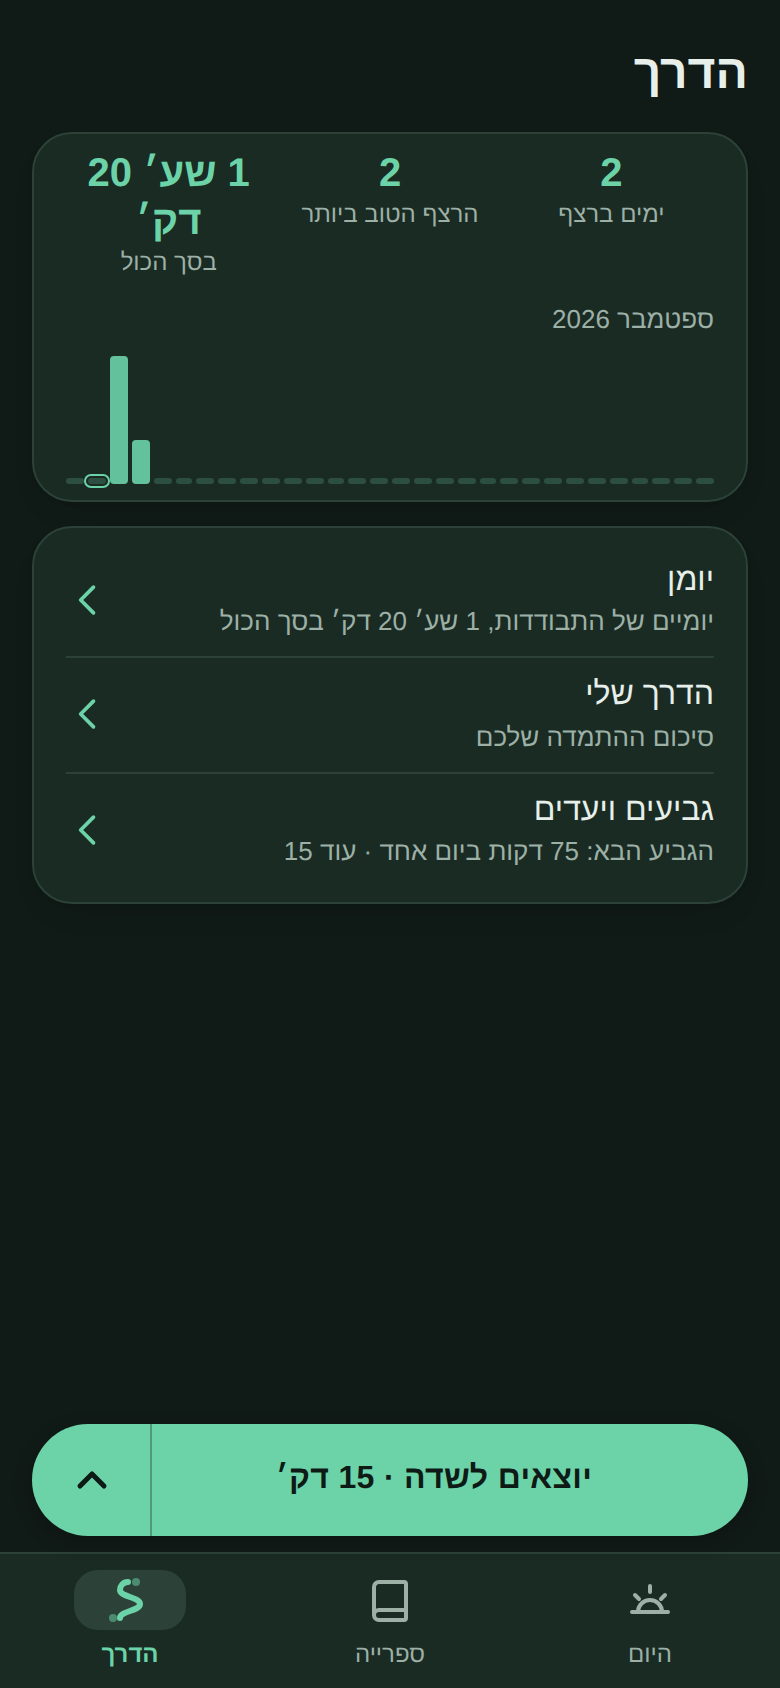 הדרך
2
ימים ברצף
2
הרצף הטוב ביותר
1 שע׳ 20
דק׳
בסך הכול
ספטמבר 2026
יומן
יומיים של התבודדות, 1 שע׳ 20 דק׳ בסך הכול
הדרך שלי
סיכום ההתמדה שלכם
גביעים ויעדים
הגביע הבא: 75 דקות ביום אחד · עוד 15
יוצאים לשדה · 15 דק׳
היום
ספרייה
הדרך